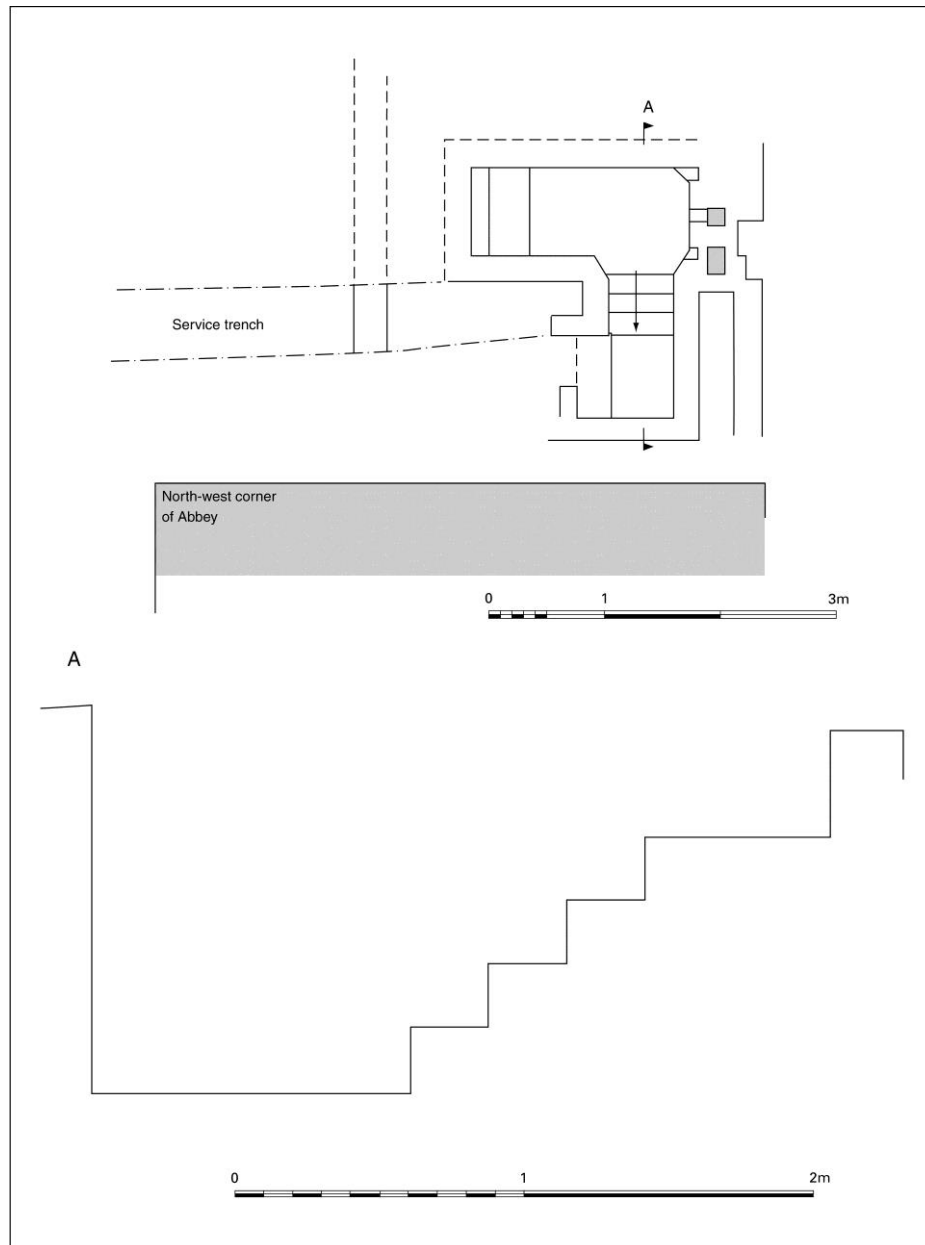 A
Service trench
North-west corner
of Abbey
0 1 3m
A
0 1 2m